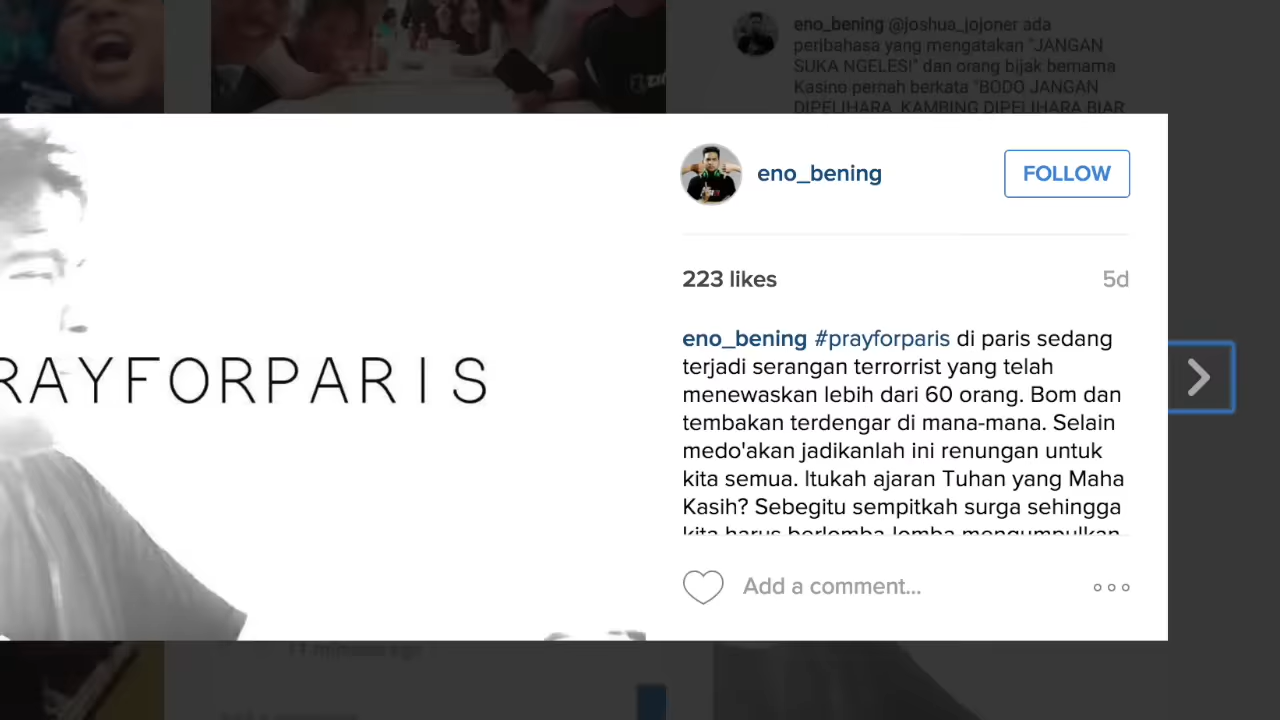 eno_bening @joshua_jojoner ada
peribahasa yang mengatakan "JANGAN
SUKA NGELES!" dan orang bijak bernama
Kasino pernah berkata "BODO JANGAN
DIPELIHARA, KAMBING DIPELIHARA BIAR
eno_bening
FOLLOW
223 likes
5d
RAYFORPARIS
eno_bening #prayforparis di paris sedang
terjadi serangan terrorrist yang telah
menewaskan lebih dari 60 orang. Bom dan
tembakan terdengar di mana-mana. Selain
medo'akan jadikanlah ini renungan untuk
kita semua. Itukah ajaran Tuhan yang Maha
Kasih? Sebegitu sempitkah surga sehingga
kita harus berlomba-lomba mengumpulkan
Add a comment...